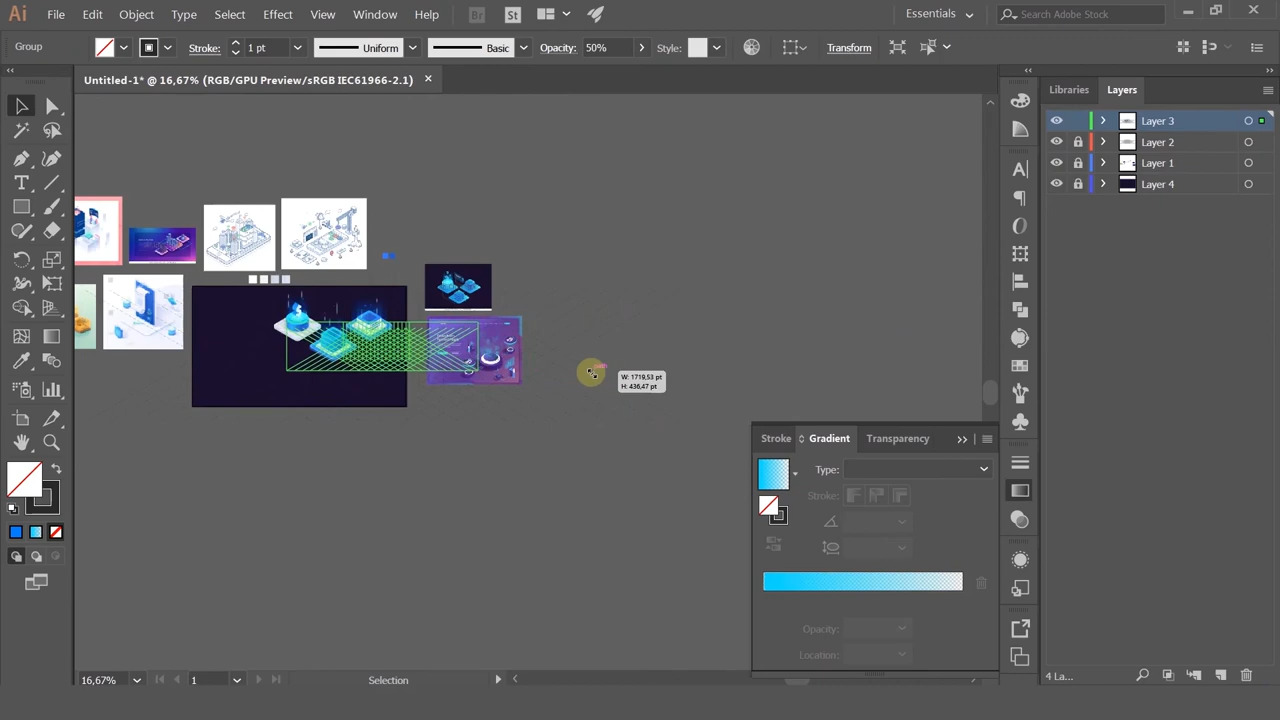 Ai File Edit Object Type Select Effect View Window Help Br St Essentials Search Adobe Stock
Group Stroke: 1 pt Uniform Basic Opacity: 50% Style: Transform
Untitled-1* @ 16,67% (RGB/GPU Preview/sRGB IEC61966-2.1)
Libraries Layers
Layer 3
Layer 2
Layer 1
Layer 4
W: 1719,53 pt
H: 436,47 pt
Stroke Gradient Transparency
Type:
Stroke:
Opacity:
Location:
16,67% 1 Selection
4 La...